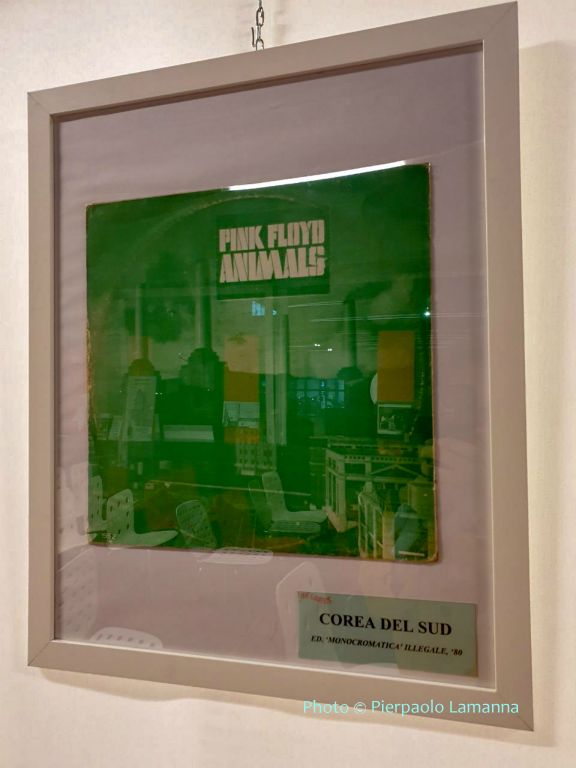 PINK FLOYD
ANIMALS
COREA DEL SUD
ED. 'MONOCROMATICA' ILLEGALE, '80
Photo © Pierpaolo Lamanna